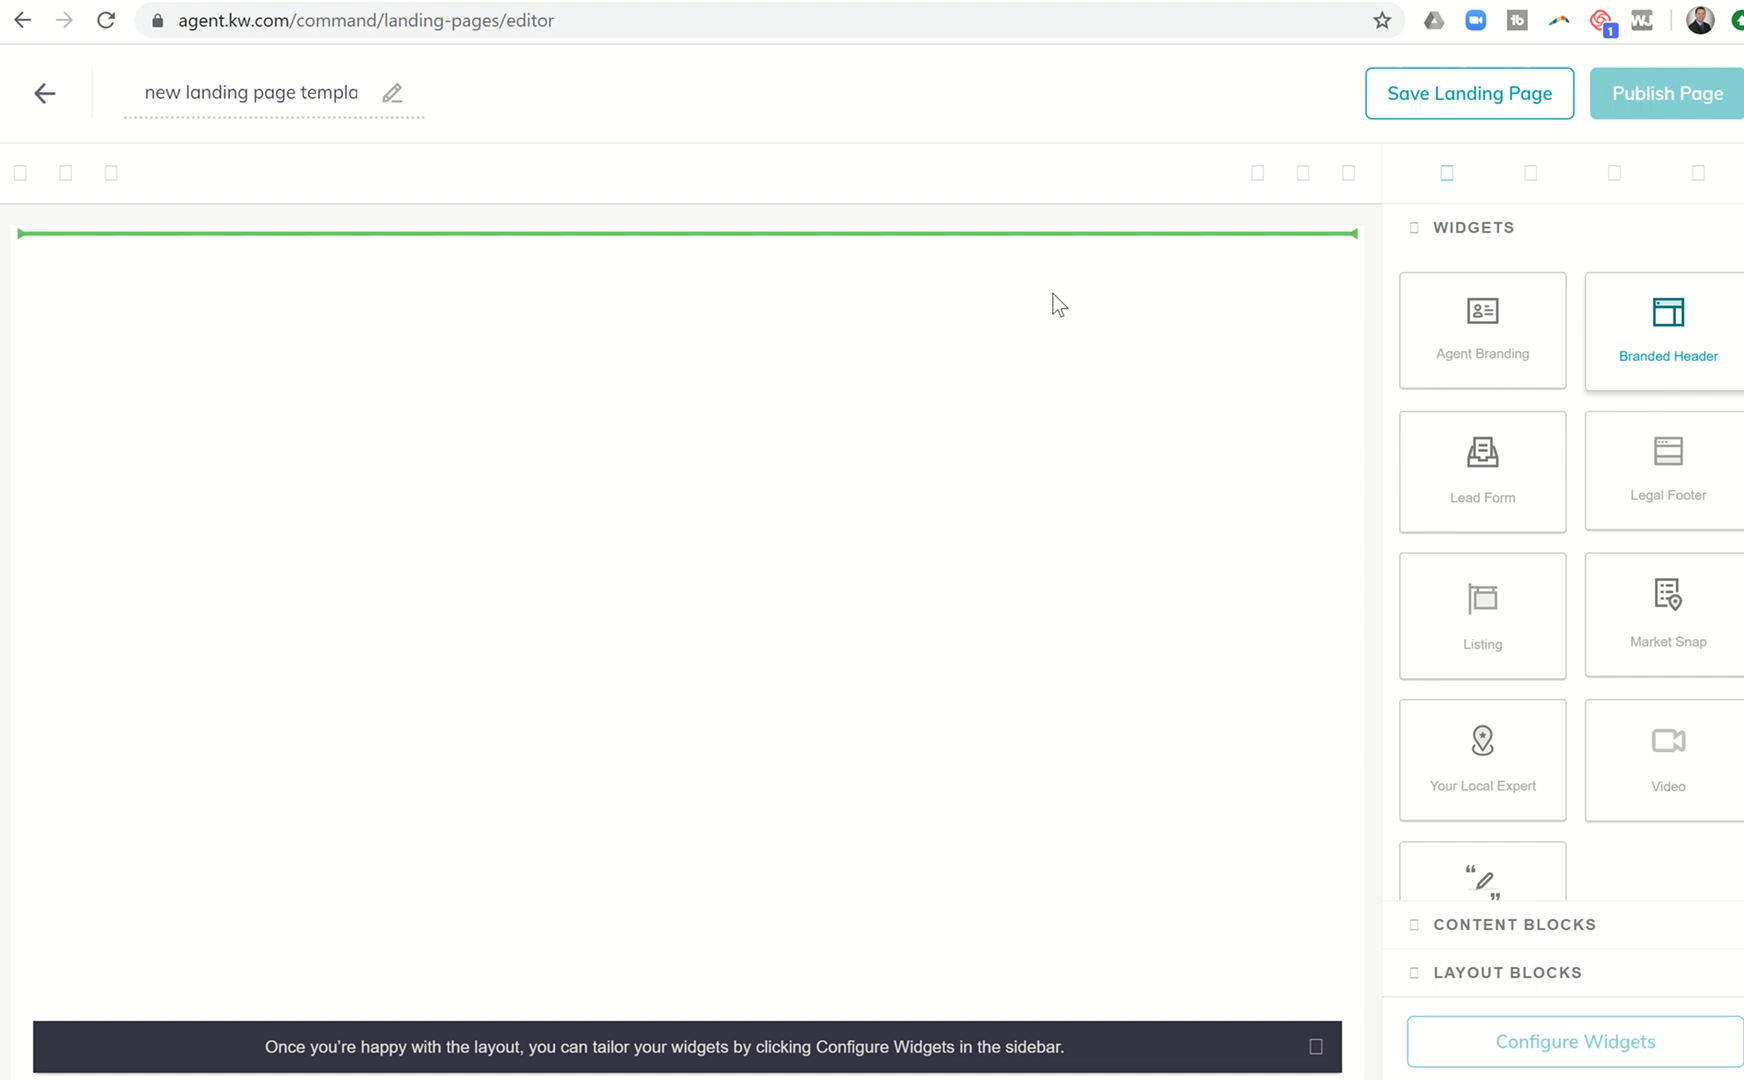 agent.kw.com/command/landing-pages/editor
tb
1
WJ
new landing page templa
Save Landing Page
Publish Page
WIDGETS
Agent Branding
Branded Header
Lead Form
Legal Footer
Listing
Market Snap
Your Local Expert
Video
CONTENT BLOCKS
LAYOUT BLOCKS
Once you're happy with the layout, you can tailor your widgets by clicking Configure Widgets in the sidebar.
Configure Widgets